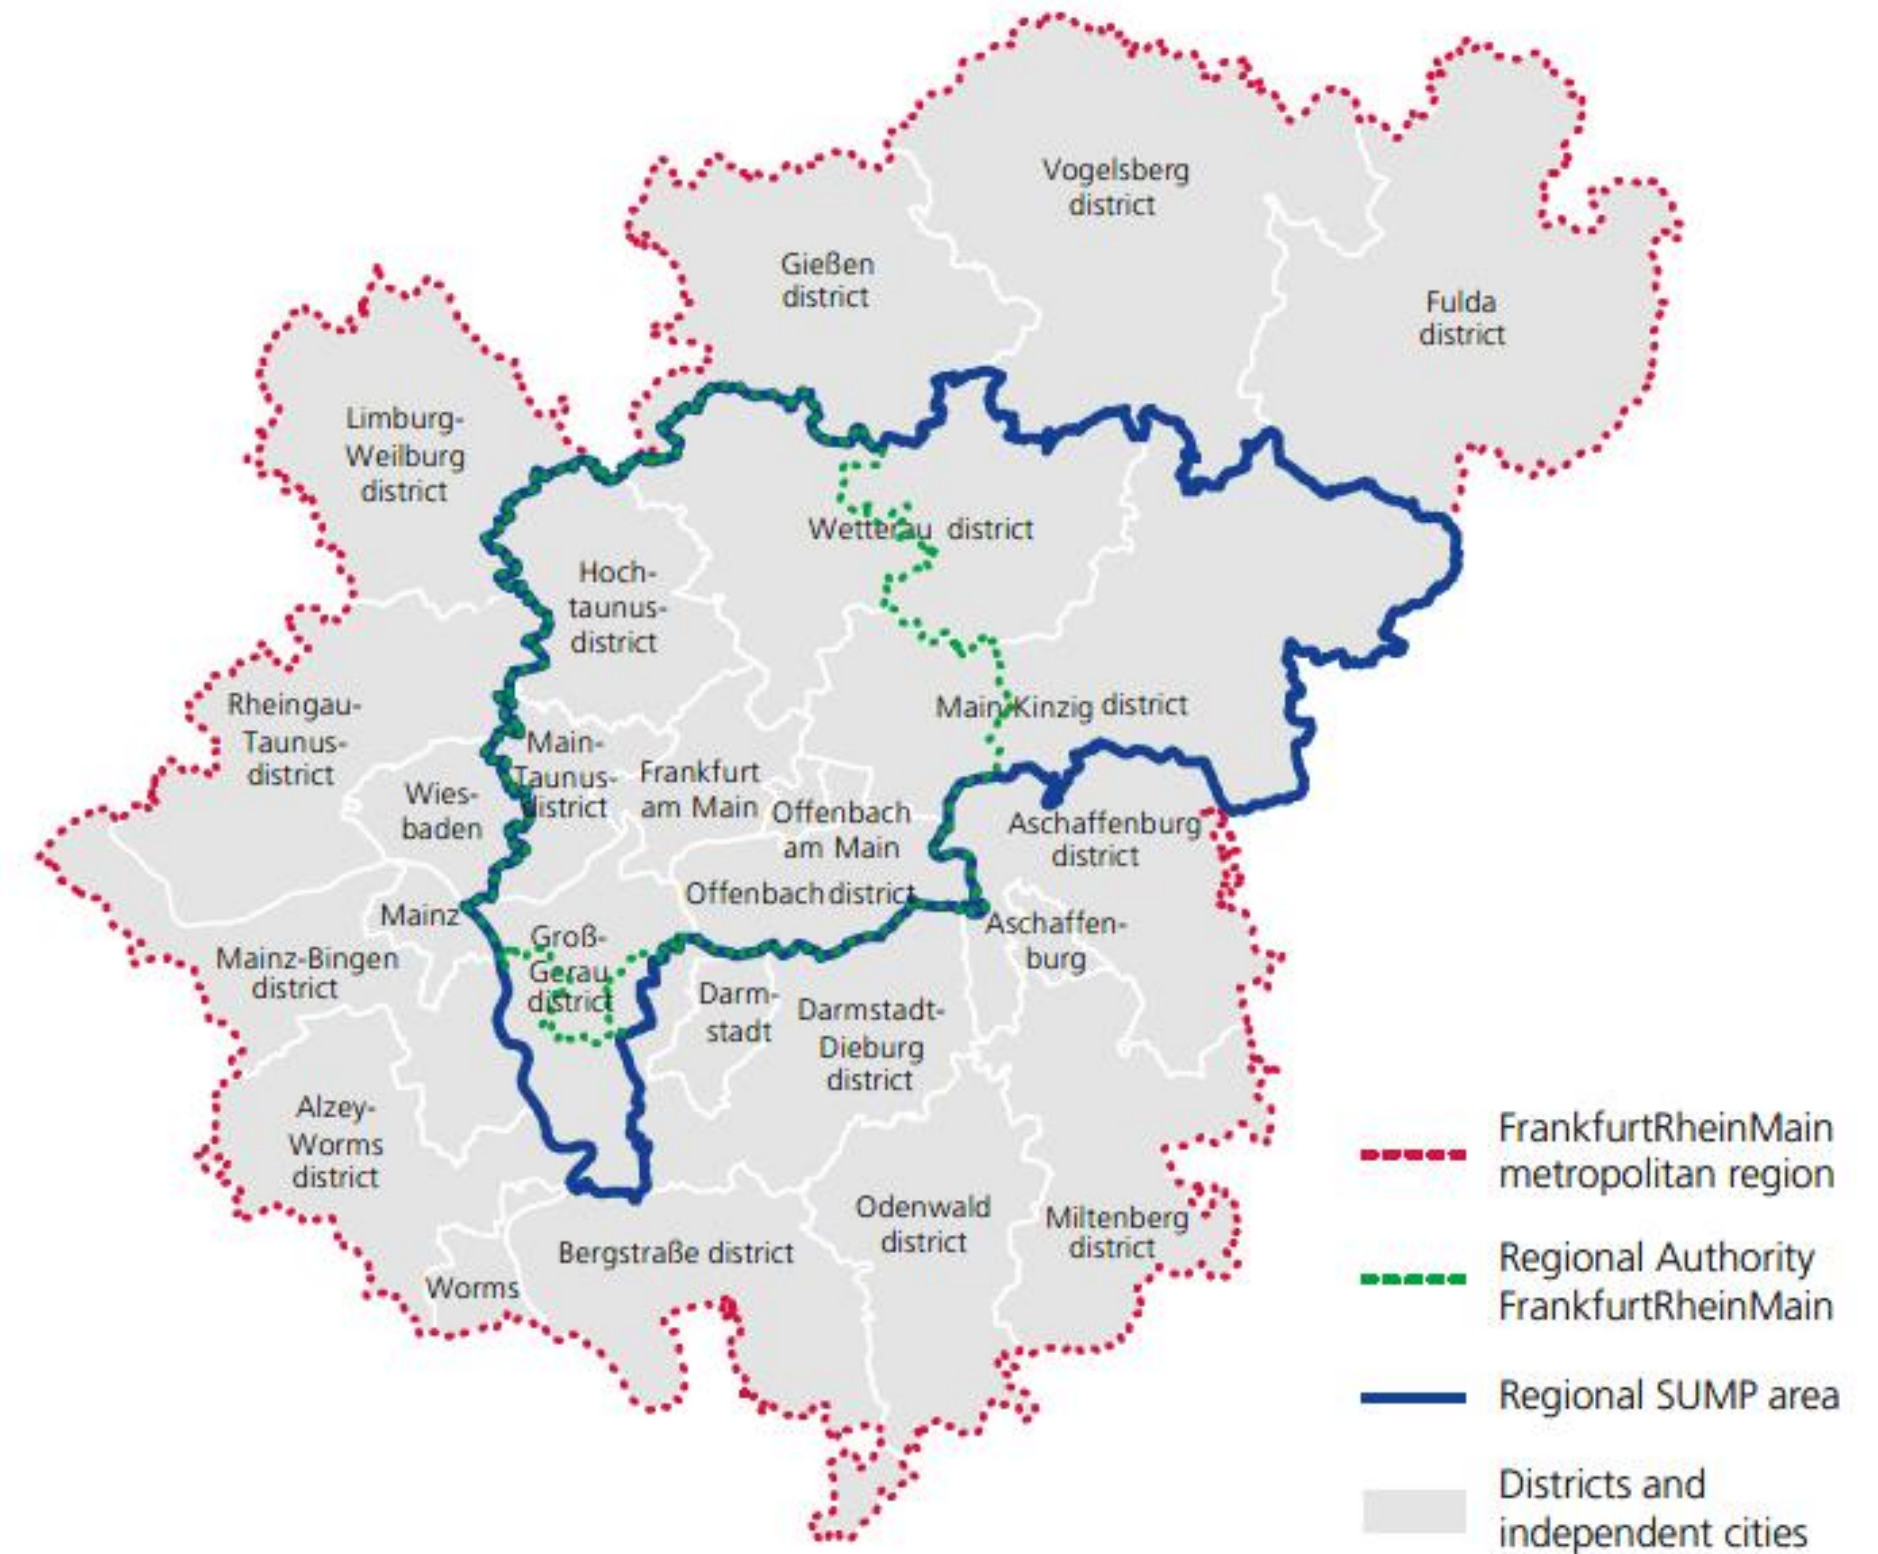 Vogelsberg
district
Gießen
district
Fulda
district
Limburg-
Weilburg
district
Wetterau district
Hoch-
taunus-
district
Rheingau-
Taunus-
district
Main Kinzig district
Main-
Taunus-
district
Frankfurt
am Main
Wies-
baden
Offenbach
am Main
Aschaffenburg
district
Offenbach district
Mainz
Aschaffen-
burg
Groß-
Gerau
district
Mainz-Bingen
district
Darm-
stadt
Darmstadt-
Dieburg
district
Alzey-
Worms
district
Odenwald
district
Miltenberg
district
Bergstraße district
Worms
FrankfurtRheinMain
metropolitan region
Regional Authority
FrankfurtRheinMain
Regional SUMP area
Districts and
independent cities